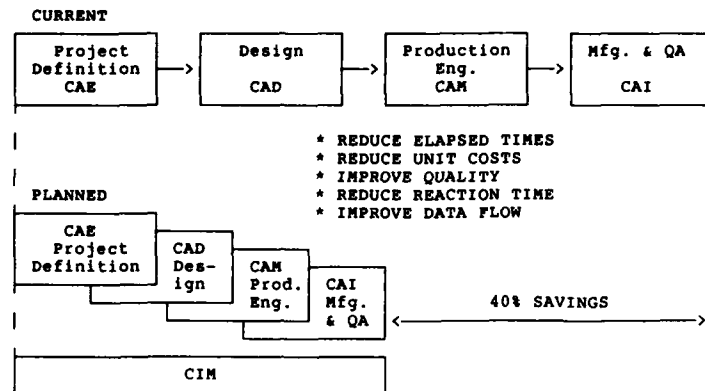 CURRENT
Project
Definition
CAE
Design
CAD
Production
Eng.
CAM
Mfg. & QA
CAI
* REDUCE ELAPSED TIMES
* REDUCE UNIT COSTS
* IMPROVE QUALITY
* REDUCE REACTION TIME
* IMPROVE DATA FLOW
PLANNED
CAE
Project
Definition
CAD
Des-
ign
CAM
Prod.
Eng.
CAI
Mfg.
& QA
40% SAVINGS
CIM